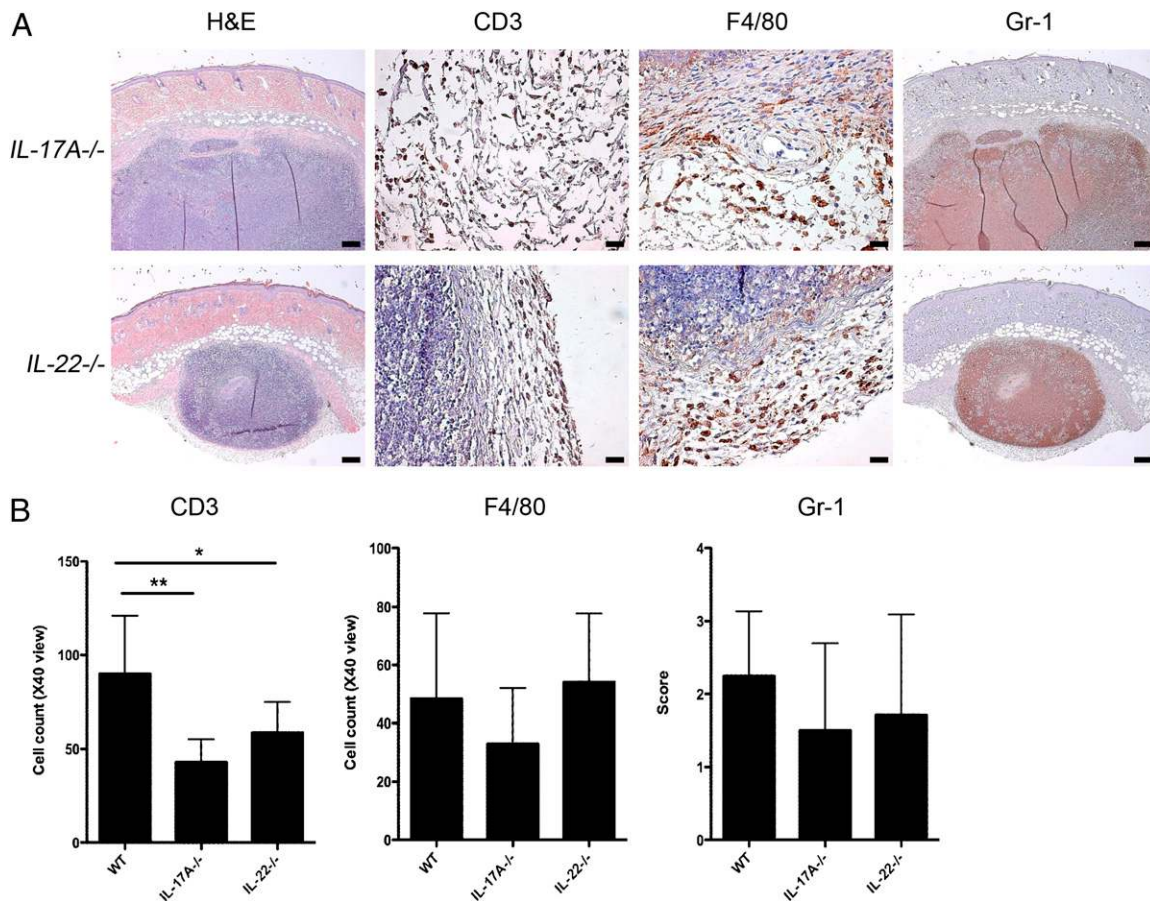 A
H&E CD3 F4/80 Gr-1
IL-17A-/-
IL-22-/-
B
CD3 F4/80 Gr-1
150
100
50
0
Cell count (X40 view)
*
**
WT IL-17A-/- IL-22-/-
100
80
60
40
20
0
Cell count (X40 view)
WT IL-17A-/- IL-22-/-
4
3
2
1
0
Score
WT IL-17A-/- IL-22-/-